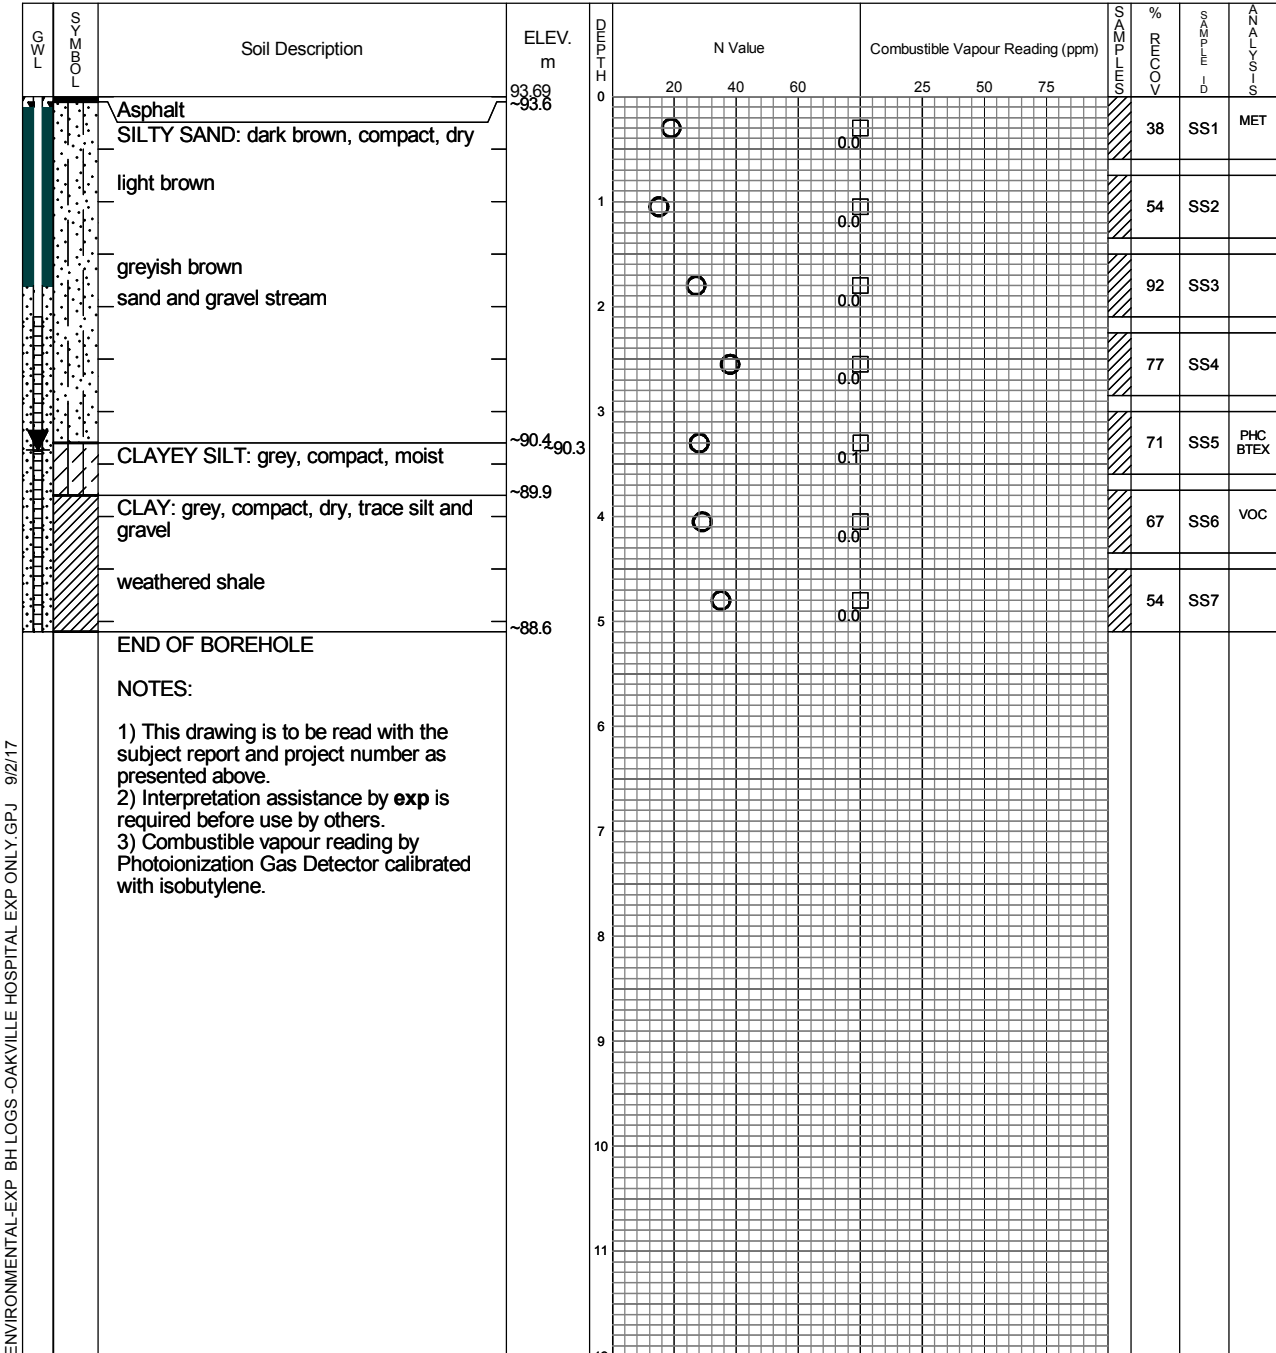 GWL
SYMBOL
Soil Description
ELEV.
m
DEPTH
N Value
Combustible Vapour Reading (ppm)
SAMPLES
% RECOV
SAMPLE ID
ANALYSIS
20 40 60
25 50 75
93.69
~93.6
0
Asphalt
SILTY SAND: dark brown, compact, dry
0.0
38 SS1 MET
light brown
1
0.0
54 SS2
greyish brown
sand and gravel stream
0.0
92 SS3
2
0.0
77 SS4
3
~90.4
~90.3
CLAYEY SILT: grey, compact, moist
0.1
71 SS5 PHC
BTEX
~89.9
CLAY: grey, compact, dry, trace silt and
gravel
4
0.0
67 SS6 VOC
weathered shale
0.0
54 SS7
5
~88.6
END OF BOREHOLE
NOTES:
1) This drawing is to be read with the
subject report and project number as
presented above.
2) Interpretation assistance by exp is
required before use by others.
3) Combustible vapour reading by
Photoionization Gas Detector calibrated
with isobutylene.
6
7
8
9
10
11
ENVIRONMENTAL-EXP BH LOGS -OAKVILLE HOSPITAL EXP ONLY.GPJ 9/2/17